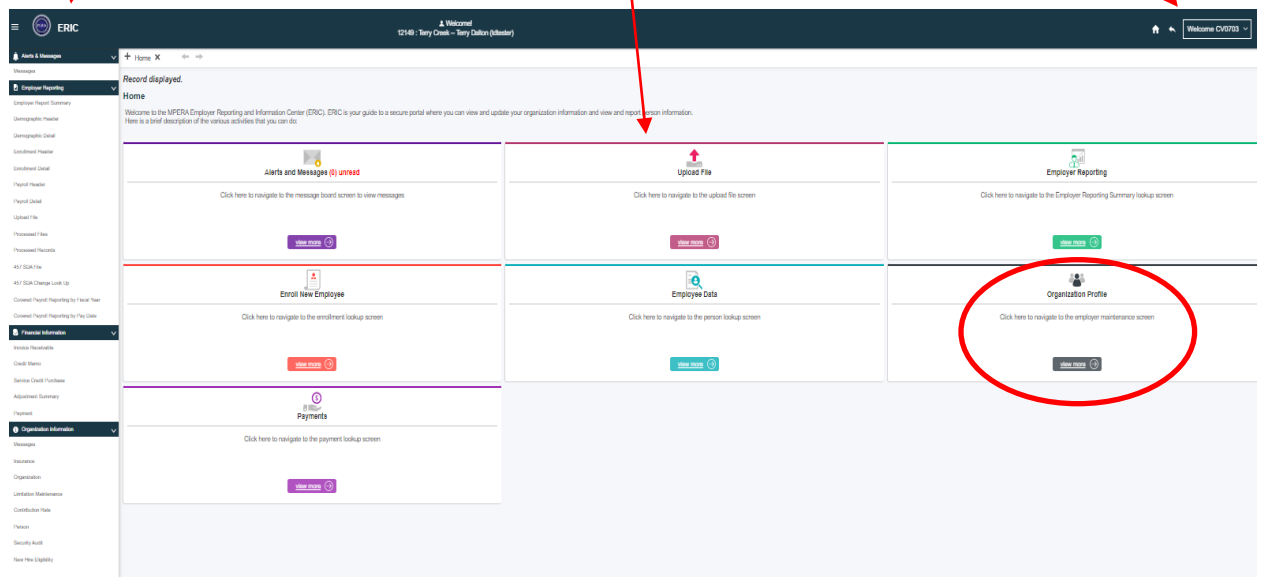 ERIC
Welcome!
12149 : Terry Creek – Terry Dalton (ldtester)
Welcome CV0703
Alerts & Messages
Messages
Employer Reporting
Employer Report Summary
Demographic Header
Demographic Detail
Enrollment Header
Enrollment Detail
Payroll Header
Payroll Detail
Upload File
Processed Files
Processed Records
457 SDA File
457 SDA Change Look Up
Covered Payroll Reporting by Fiscal Year
Covered Payroll Reporting by Pay Date
Financial Information
Invoice Receivable
Credit Memo
Service Credit Purchase
Adjustment Summary
Payment
Organization Information
Messages
Insurance
Organization
Limitation Maintenance
Contribution Rate
Person
Security Audit
New Hire Eligibility
+ Home X
Record displayed.
Home
Welcome to the MPERA Employer Reporting and Information Center (ERIC). ERIC is your guide to a secure portal where you can view and update your organization information and view and report person information.
Here is a brief description of the various activities that you can do:
Alerts and Messages (0) unread
Click here to navigate to the message board screen to view messages
view more
Upload File
Click here to navigate to the upload file screen
view more
Employer Reporting
Click here to navigate to the Employer Reporting Summary lookup screen
view more
Enroll New Employee
Click here to navigate to the enrollment lookup screen
view more
Employee Data
Click here to navigate to the person lookup screen
view more
Organization Profile
Click here to navigate to the employer maintenance screen
view more
Payments
Click here to navigate to the payment lookup screen
view more